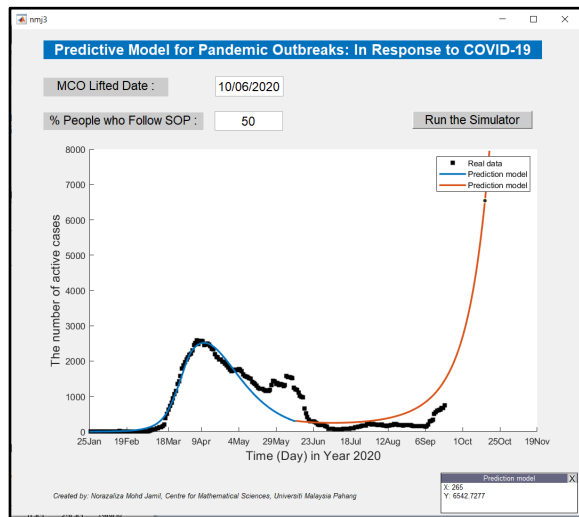 nmj3
Predictive Model for Pandemic Outbreaks: In Response to COVID-19
MCO Lifted Date :
10/06/2020
% People who Follow SOP :
50
Run the Simulator
8000
7000
6000
5000
4000
3000
2000
1000
0
The number of active cases
Real data
Prediction model
Prediction model
25Jan 19Feb 18Mar 9Apr 4May 29May 23Jun 18Jul 12Aug 6Sep 1Oct 25Oct 19Nov
Time (Day) in Year 2020
Created by: Norazaliza Mohd Jamil, Centre for Mathematical Sciences, Universiti Malaysia Pahang
Prediction model X
X: 265
Y: 6542.7277